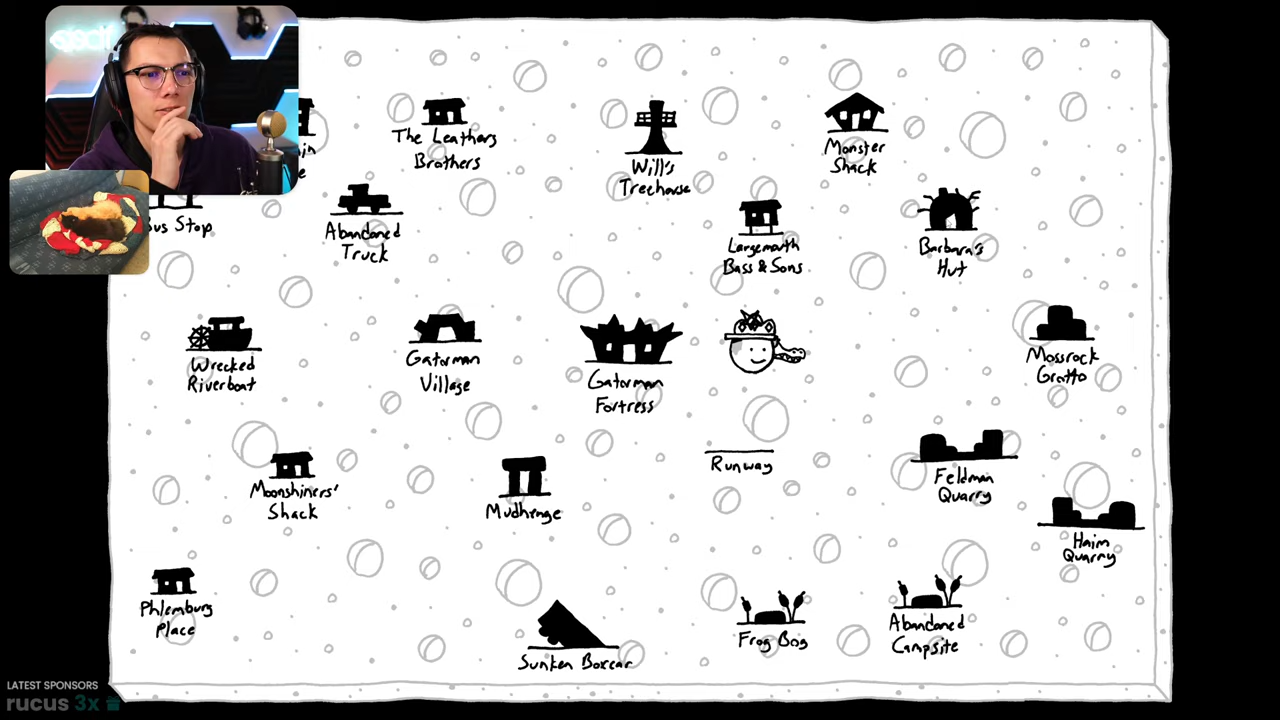 The Leathers
Brothers
Will's
Treehouse
Monster
Shack
Bus Stop
Abandoned
Truck
Largemouth
Bass & Sons
Barbara's
Hut
Wrecked
Riverboat
Gatorman
Village
Gatorman
Fortress
Mossrock
Grotto
Moonshiners'
Shack
Mudhenge
Runway
Feldman
Quarry
Haim
Quarry
Phlemburg
Place
Sunken Boxcar
Frog Bog
Abandoned
Campsite
LATEST SPONSORS
rucus 3x